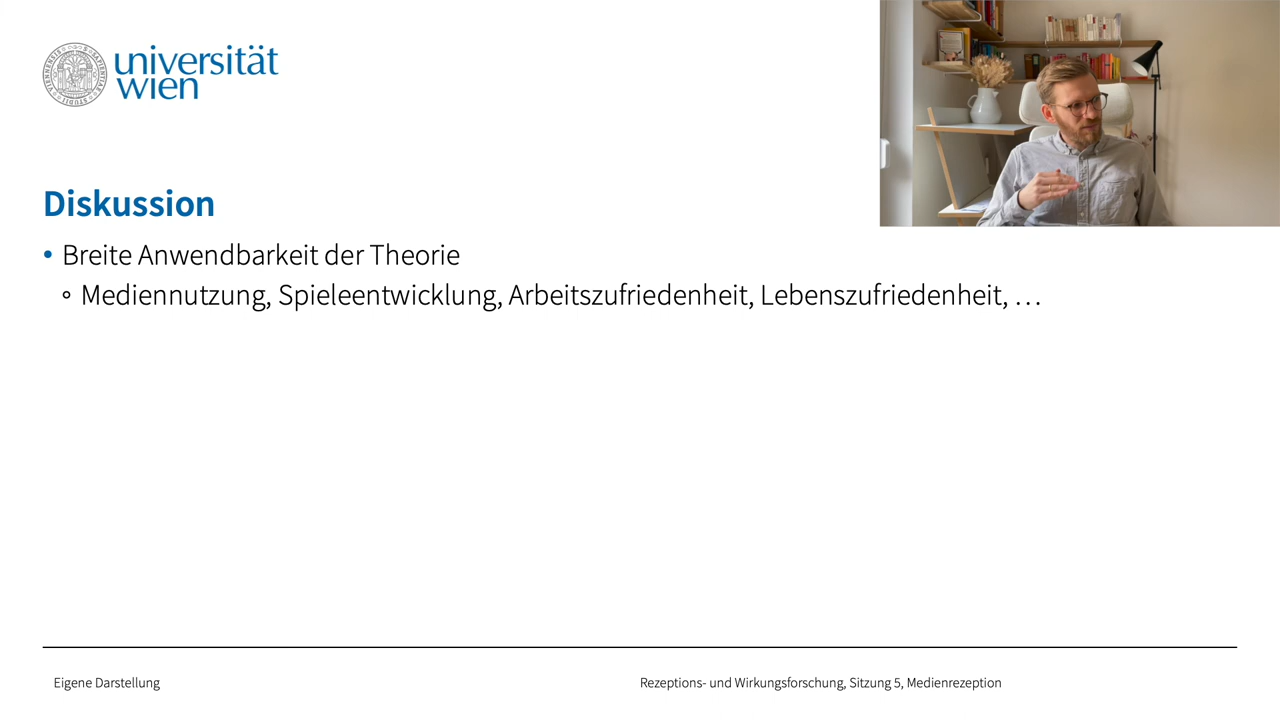 universität
wien
Diskussion
• Breite Anwendbarkeit der Theorie
◦ Mediennutzung, Spieleentwicklung, Arbeitszufriedenheit, Lebenszufriedenheit, …
Eigene Darstellung
Rezeptions- und Wirkungsforschung, Sitzung 5, Medienrezeption